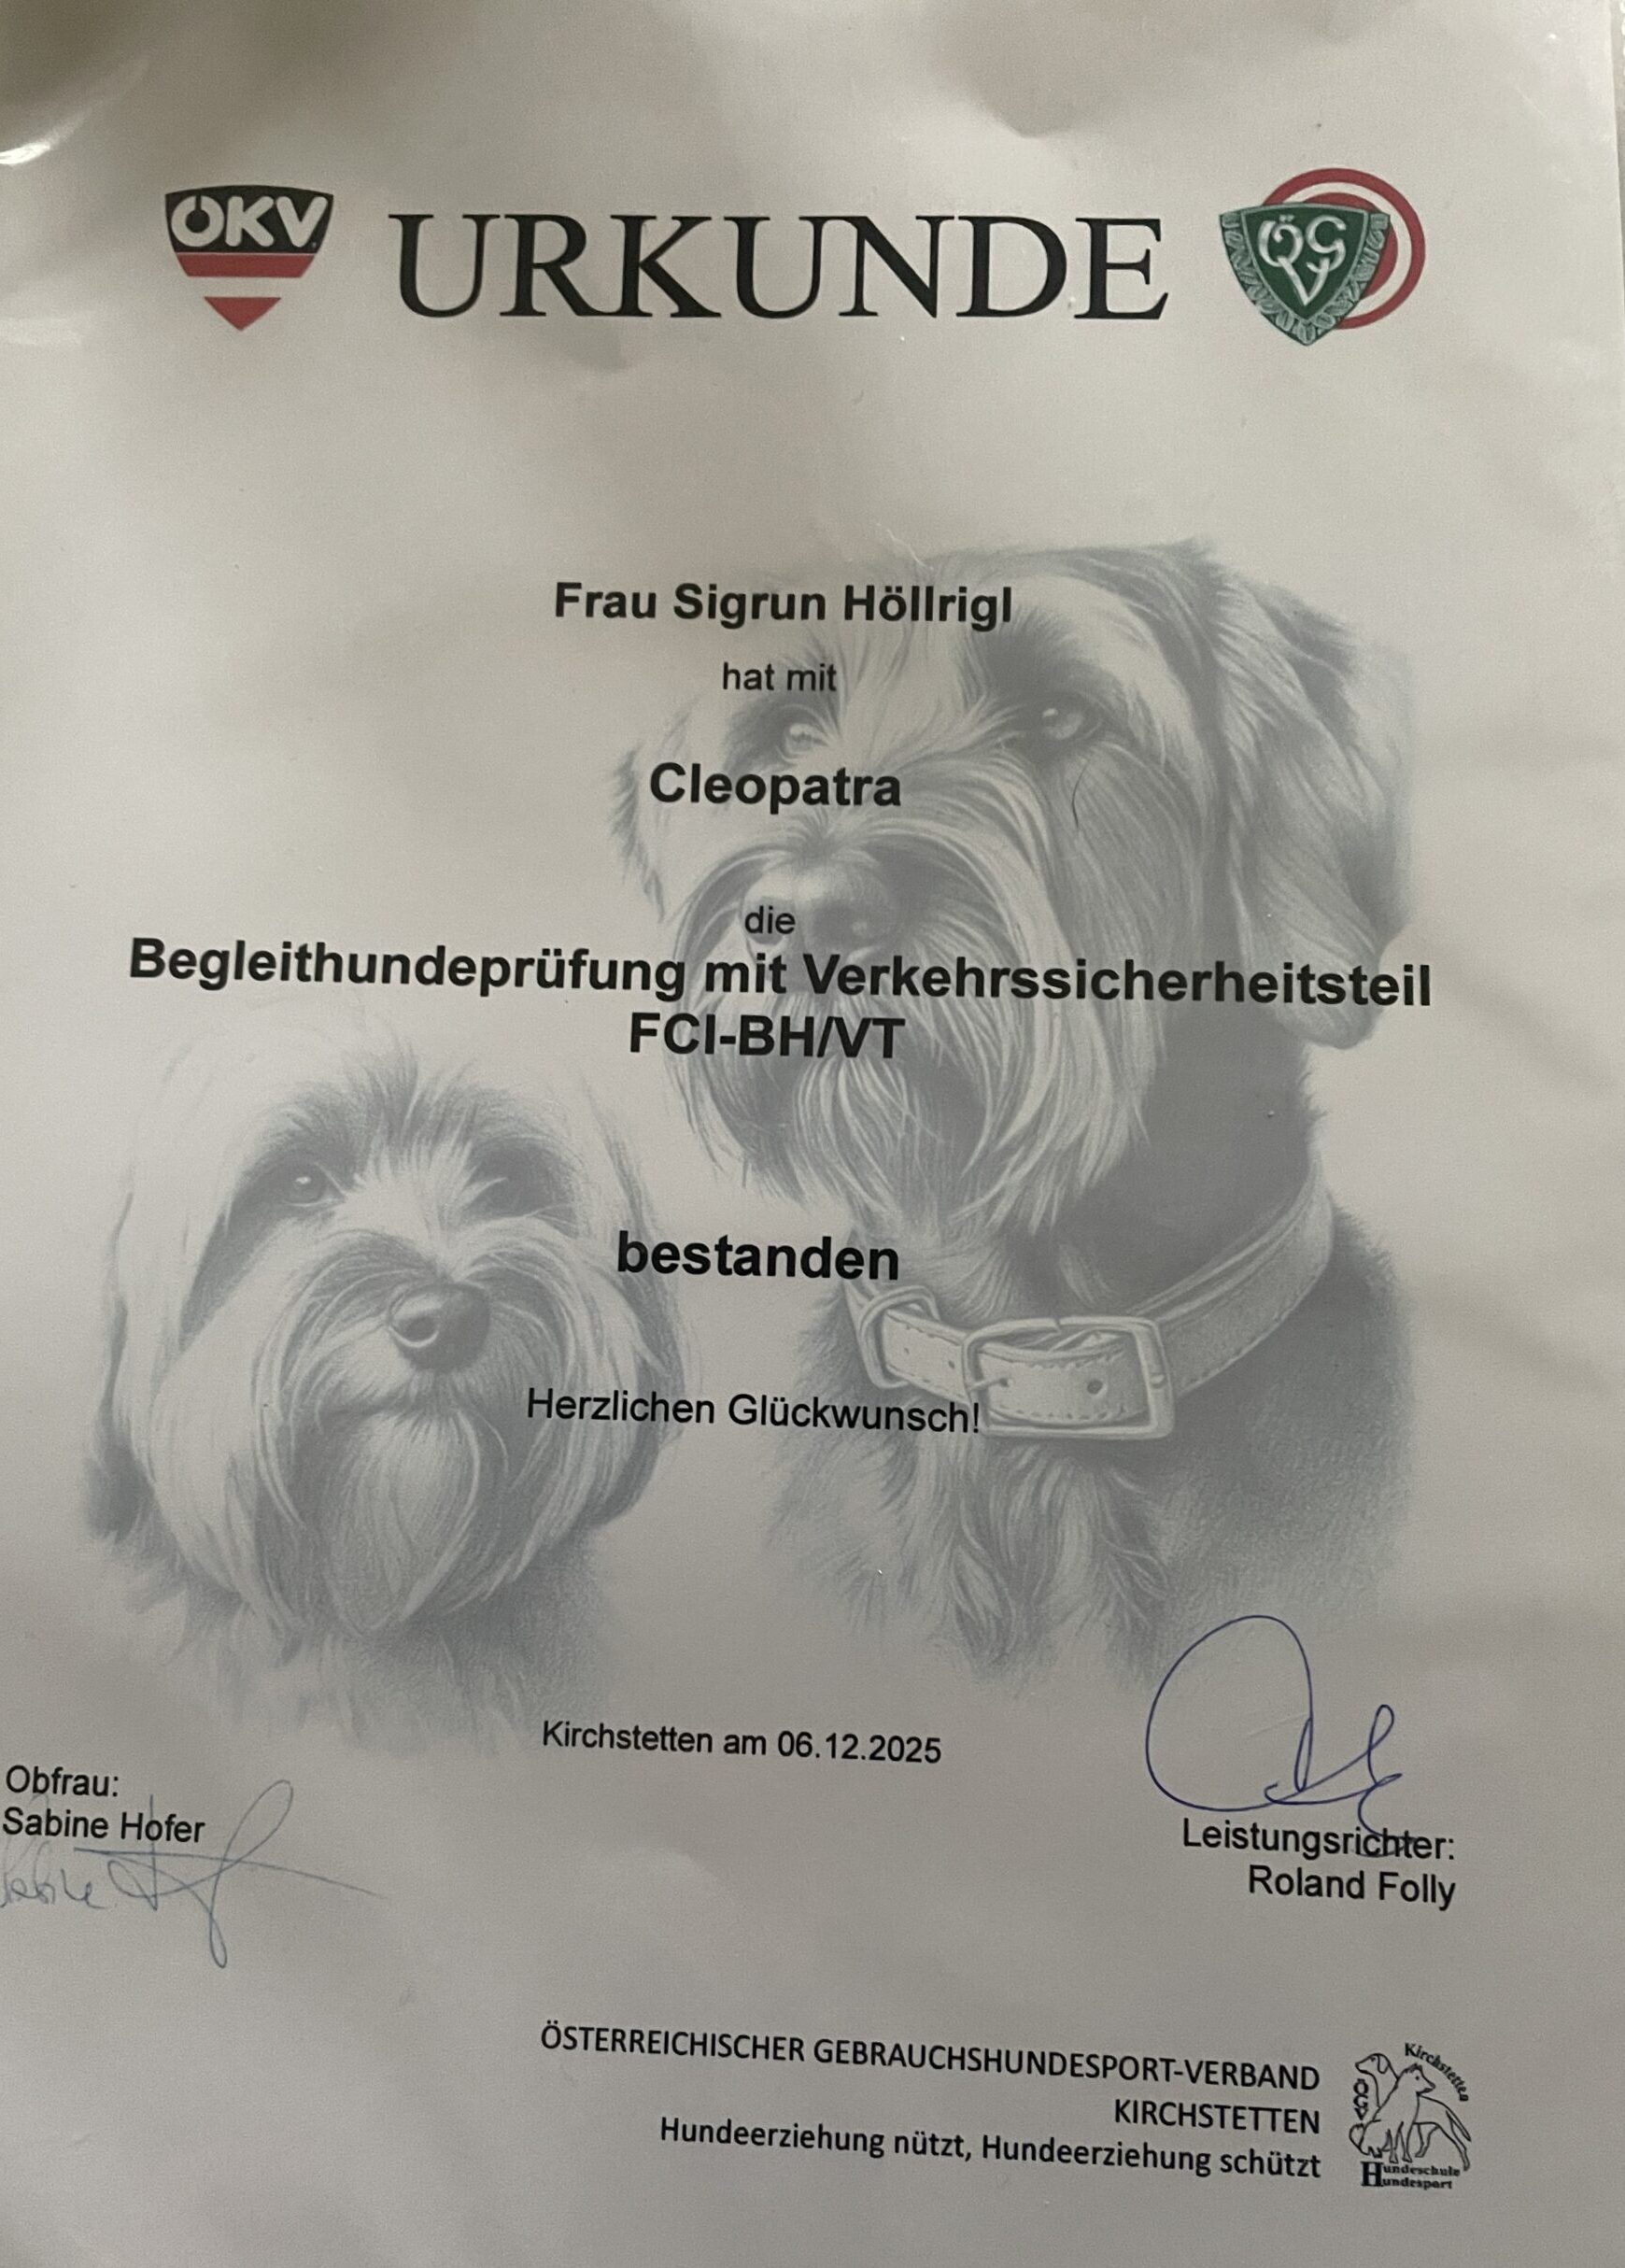 ÖKV
URKUNDE
ÖGV
Frau Sigrun Höllrigl
hat mit
Cleopatra
die
Begleithundeprüfung mit Verkehrssicherheitsteil
FCI-BH/VT
bestanden
Herzlichen Glückwunsch!
Kirchstetten am 06.12.2025
Obfrau:
Sabine Hofer
Leistungsrichter:
Roland Folly
ÖSTERREICHISCHER GEBRAUCHSHUNDESPORT-VERBAND
KIRCHSTETTEN
Hundeerziehung nützt, Hundeerziehung schützt
Kirchstetten
ÖGV
Hundeschule
Hundesport